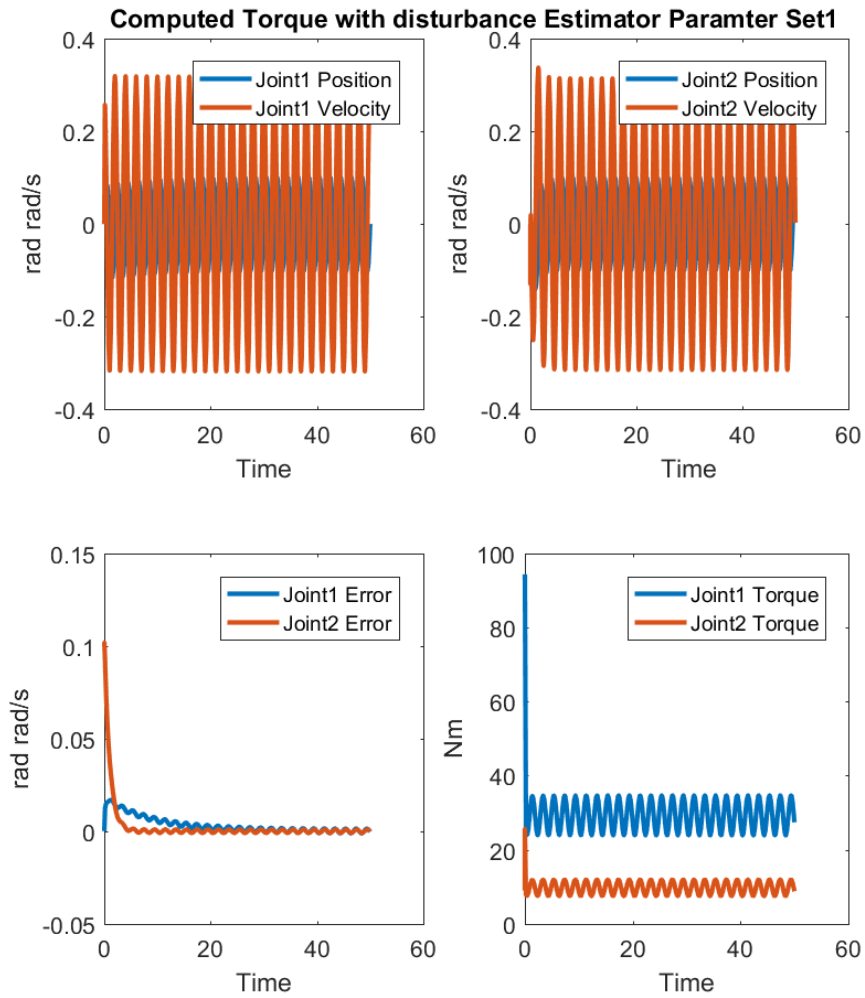 Computed Torque with disturbance Estimator Paramter Set1
0.4
0.2
0
-0.2
-0.4
rad rad/s
0
20
40
60
Time
Joint1 Position
Joint1 Velocity
0.4
0.2
0
-0.2
-0.4
rad rad/s
0
20
40
60
Time
Joint2 Position
Joint2 Velocity
0.15
0.1
0.05
0
-0.05
rad rad/s
0
20
40
60
Time
Joint1 Error
Joint2 Error
100
80
60
40
20
0
Nm
0
20
40
60
Time
Joint1 Torque
Joint2 Torque